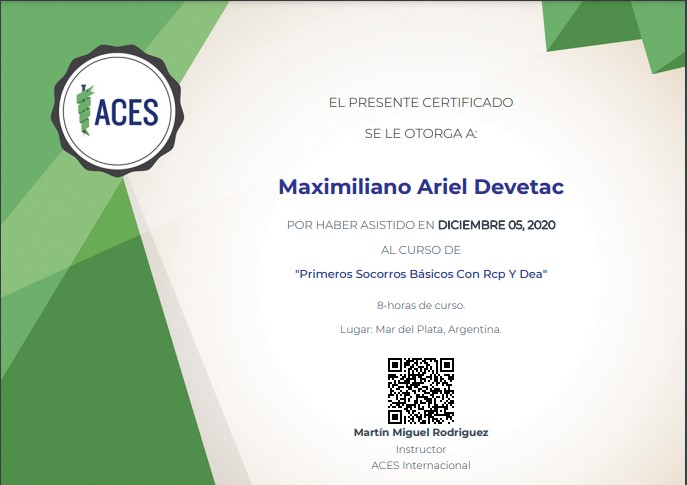 ACES
EL PRESENTE CERTIFICADO
SE LE OTORGA A:
Maximiliano Ariel Devetac
POR HABER ASISTIDO EN DICIEMBRE 05, 2020
AL CURSO DE
"Primeros Socorros Básicos Con Rcp Y Dea"
8-horas de curso.
Lugar: Mar del Plata, Argentina.
Martín Miguel Rodriguez
Instructor
ACES Internacional